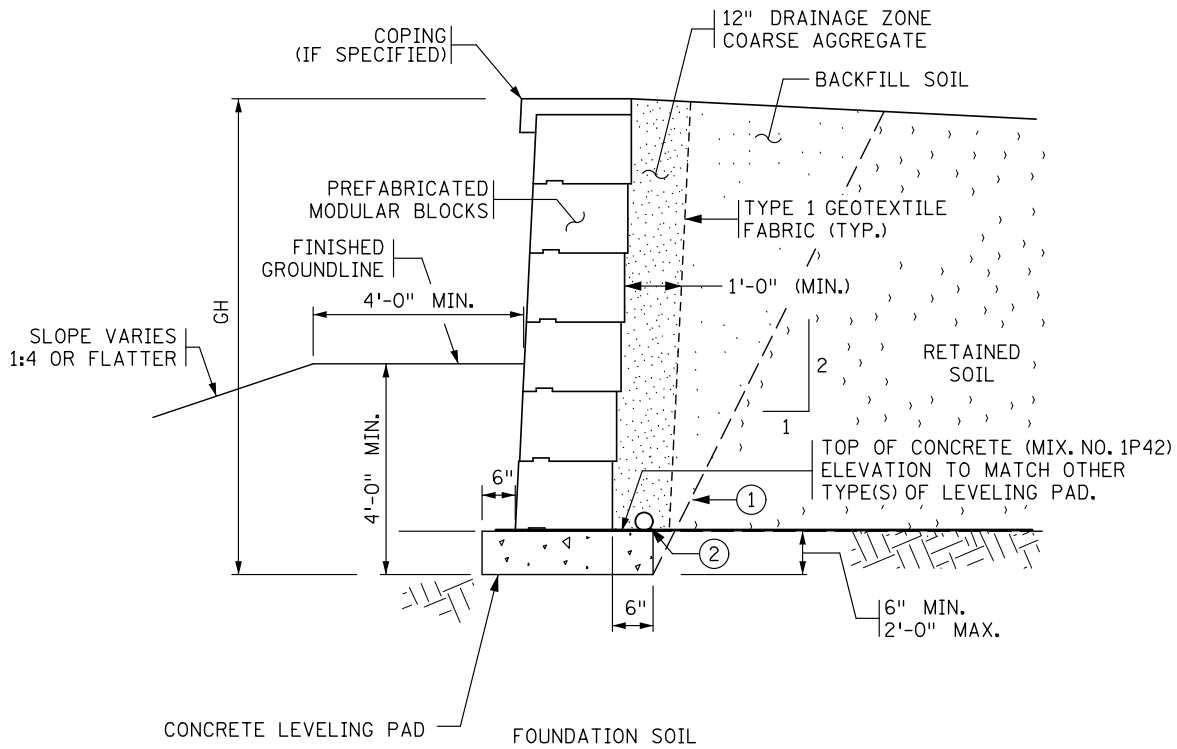 12" DRAINAGE ZONE
COARSE AGGREGATE
COPING
(IF SPECIFIED)
BACKFILL SOIL
PREFABRICATED
MODULAR BLOCKS
TYPE 1 GEOTEXTILE
FABRIC (TYP.)
FINISHED
GROUNDLINE
4'-0" MIN.
1'-0" (MIN.)
GH
SLOPE VARIES
1:4 OR FLATTER
RETAINED
SOIL
2
1
4'-0" MIN.
TOP OF CONCRETE (MIX. NO. 1P42)
ELEVATION TO MATCH OTHER
TYPE(S) OF LEVELING PAD.
6"
1
2
6"
6" MIN.
2'-0" MAX.
CONCRETE LEVELING PAD
FOUNDATION SOIL